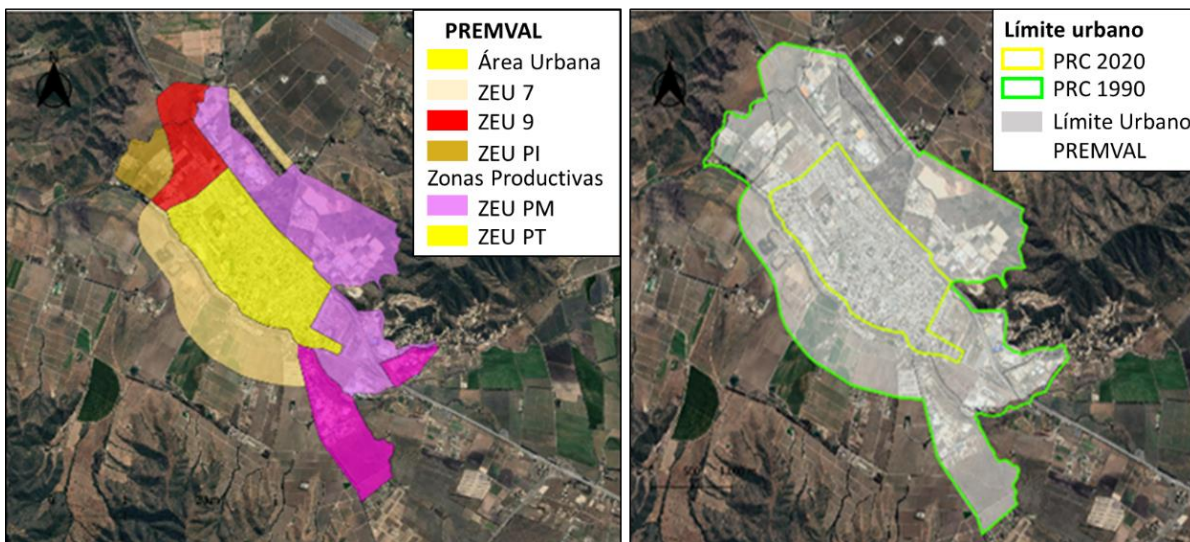 PREMVAL
Área Urbana
ZEU 7
ZEU 9
ZEU PI
Zonas Productivas
ZEU PM
ZEU PT
Límite urbano
PRC 2020
PRC 1990
Límite Urbano
PREMVAL